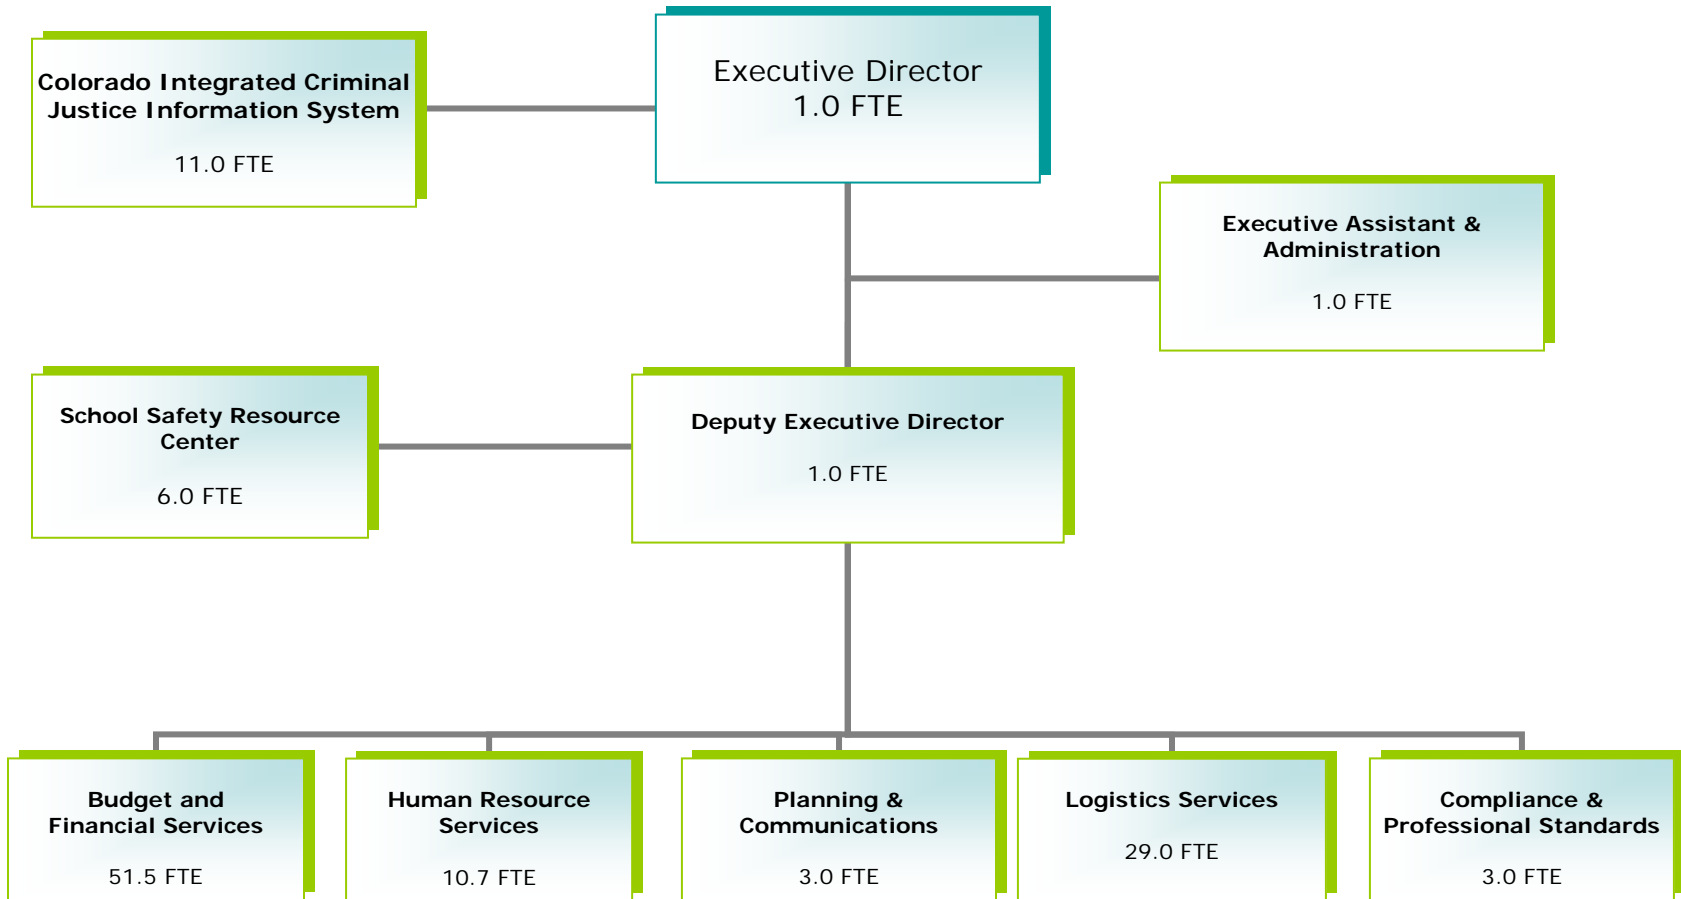 Executive Director
1.0 FTE
Colorado Integrated Criminal
Justice Information System
11.0 FTE
Executive Assistant &
Administration
1.0 FTE
School Safety Resource
Center
6.0 FTE
Deputy Executive Director
1.0 FTE
Budget and
Financial Services
51.5 FTE
Human Resource
Services
10.7 FTE
Planning &
Communications
3.0 FTE
Logistics Services
29.0 FTE
Compliance &
Professional Standards
3.0 FTE